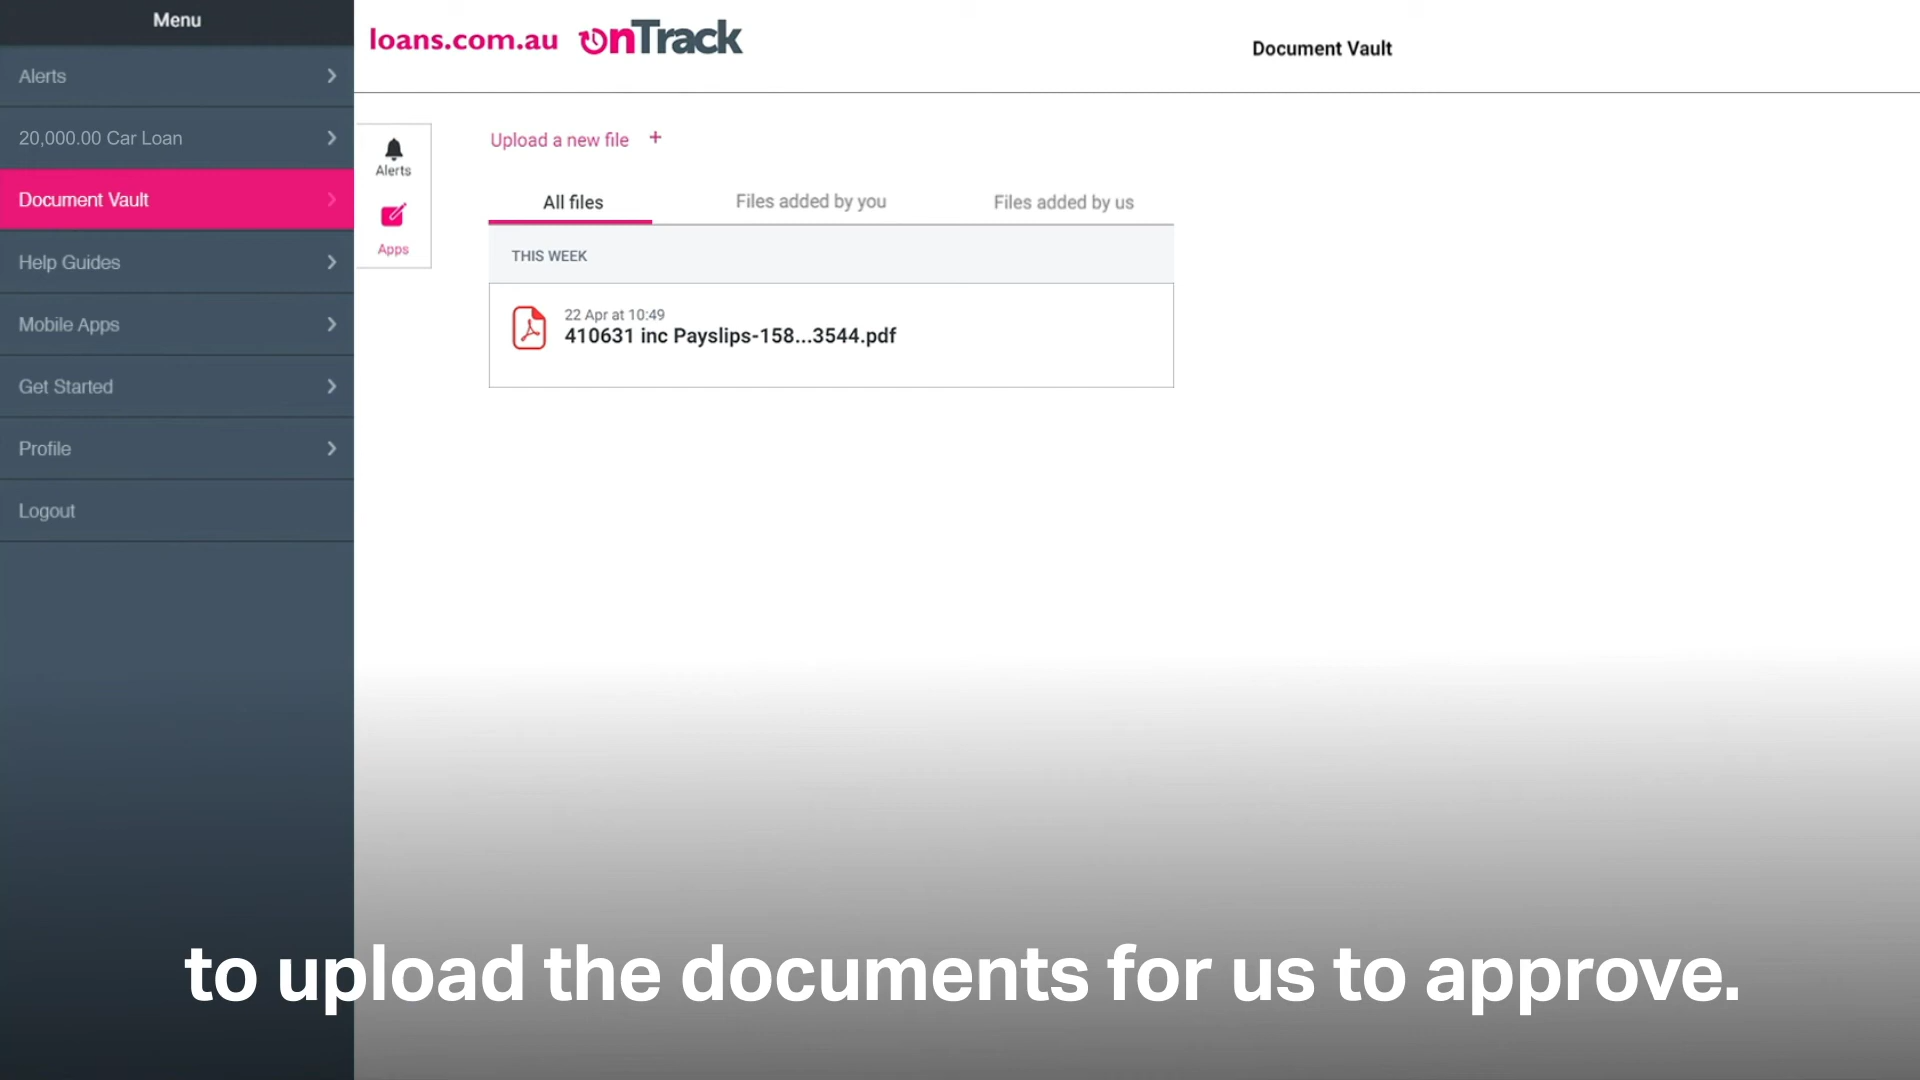 Menu
Alerts
20,000.00 Car Loan
Document Vault
Help Guides
Mobile Apps
Get Started
Profile
Logout
loans.com.au onTrack
Document Vault
Alerts
Apps
Upload a new file +
All files
Files added by you
Files added by us
THIS WEEK
22 Apr at 10:49
410631 inc Payslips-158...3544.pdf
to upload the documents for us to approve.